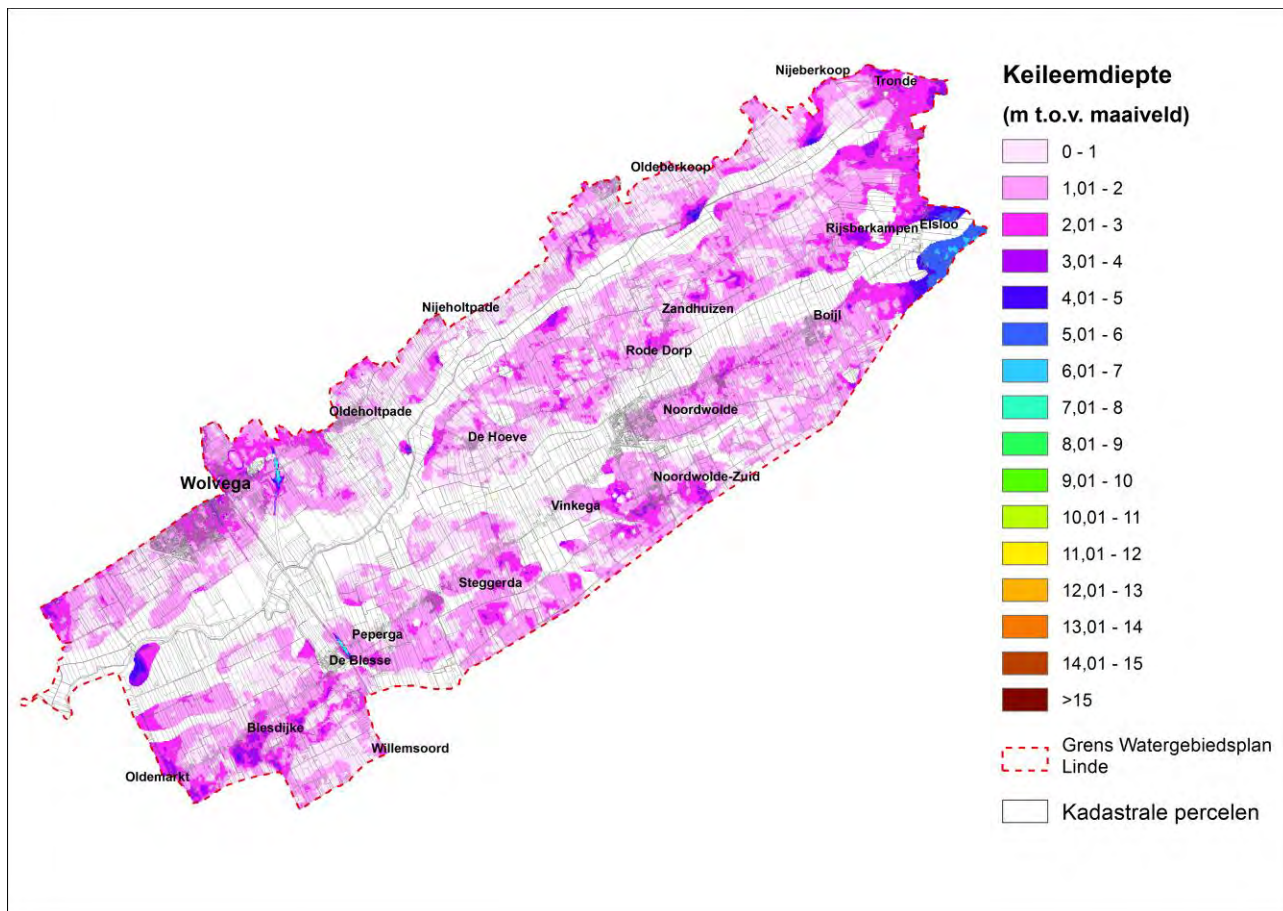 Nijeberkoop
Tronde
Oldeberkoop
Rijsberkampen
Elsloo
Nijeholtpade
Zandhuizen
Boijl
Rode Dorp
Oldeholtpade
Noordwolde
De Hoeve
Wolvega
Noordwolde-Zuid
Vinkega
Steggerda
Peperga
De Blesse
Blesdijke
Willemsoord
Oldemarkt
Keileemdiepte
(m t.o.v. maaiveld)
0 - 1
1,01 - 2
2,01 - 3
3,01 - 4
4,01 - 5
5,01 - 6
6,01 - 7
7,01 - 8
8,01 - 9
9,01 - 10
10,01 - 11
11,01 - 12
12,01 - 13
13,01 - 14
14,01 - 15
>15
Grens Watergebiedsplan
Linde
Kadastrale percelen